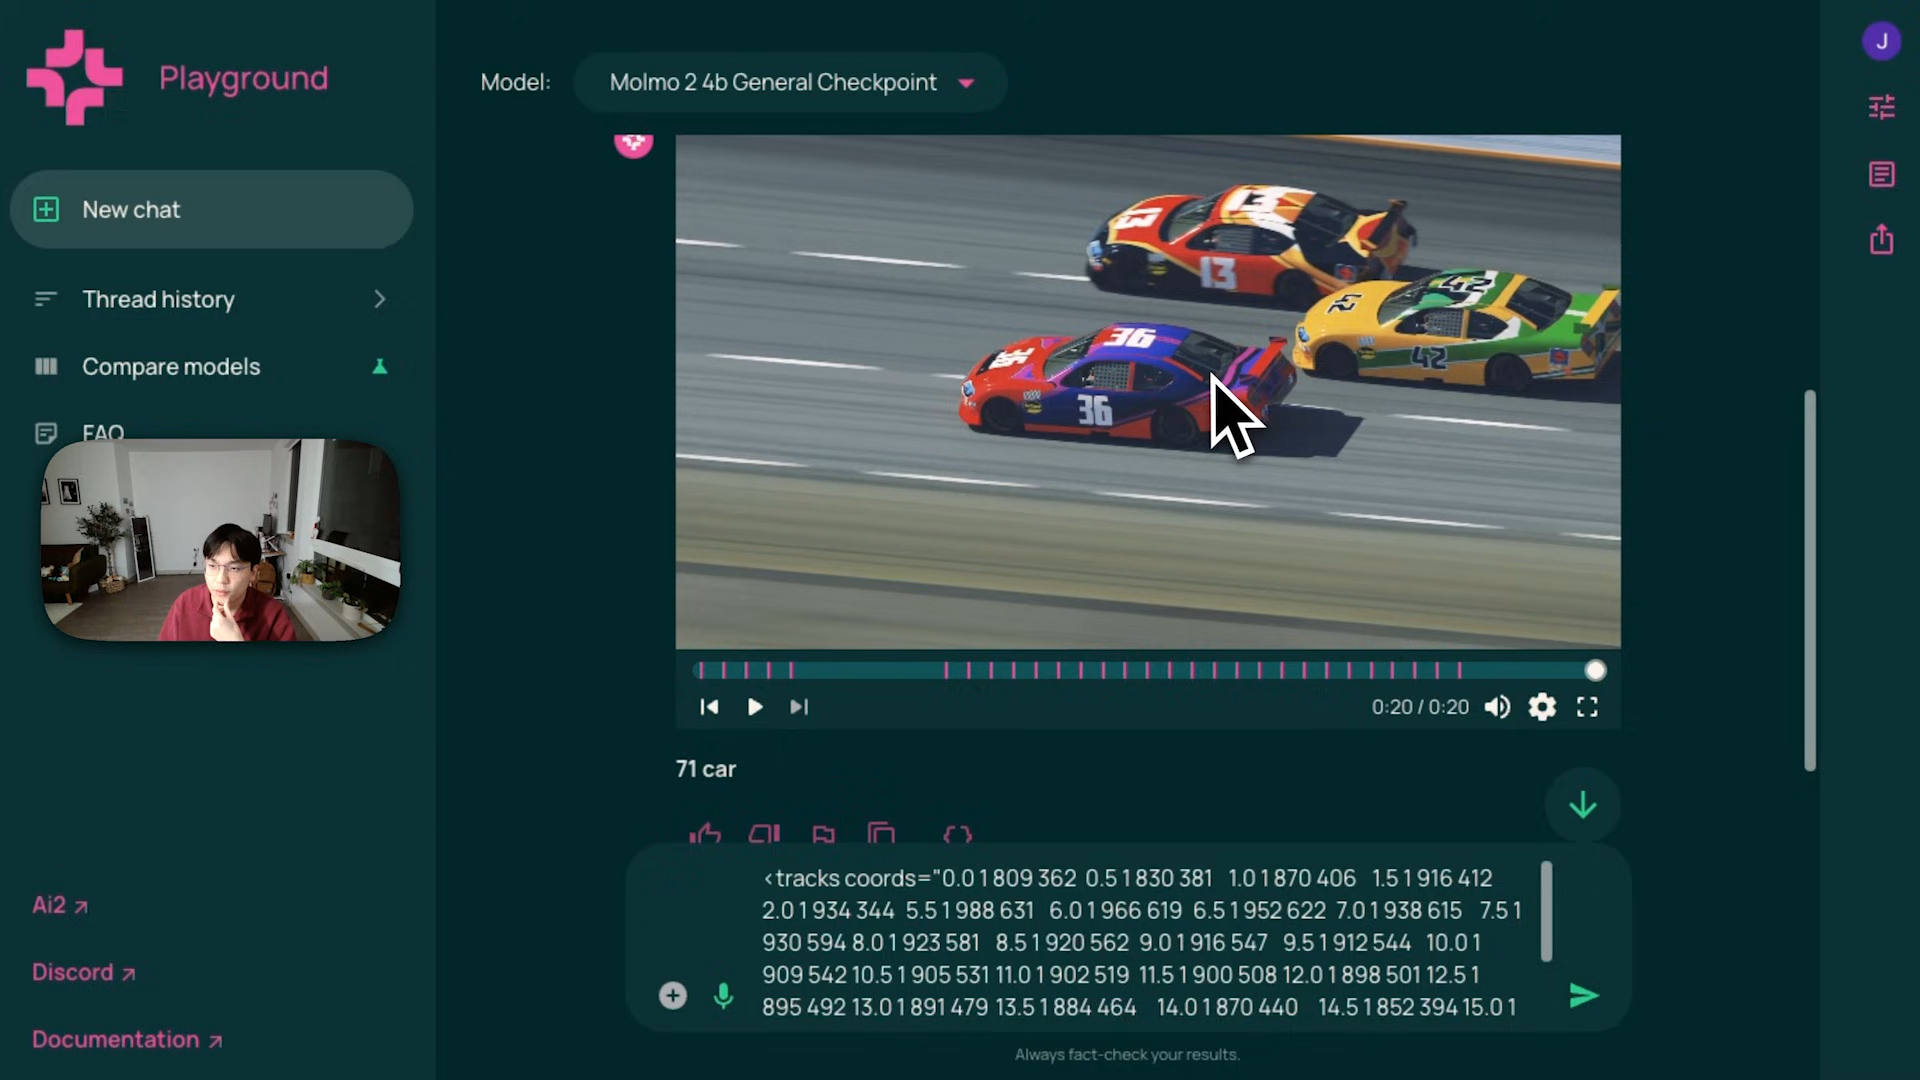 Playground
Model:
Molmo 2 4b General Checkpoint
J
New chat
Thread history
Compare models
FAQ
13
13
42
42
42
36
36
36
0:20 / 0:20
71 car
<tracks coords="0.0 1 809 362 0.5 1 830 381 1.0 1 870 406 1.5 1 916 412
2.0 1 934 344 5.5 1 988 631 6.0 1 966 619 6.5 1 952 622 7.0 1 938 615 7.5 1
930 594 8.0 1 923 581 8.5 1 920 562 9.0 1 916 547 9.5 1 912 544 10.0 1
909 542 10.5 1 905 531 11.0 1 902 519 11.5 1 900 508 12.0 1 898 501 12.5 1
895 492 13.0 1 891 479 13.5 1 884 464 14.0 1 870 440 14.5 1 852 394 15.0 1
Always fact-check your results.
Ai2
Discord
Documentation